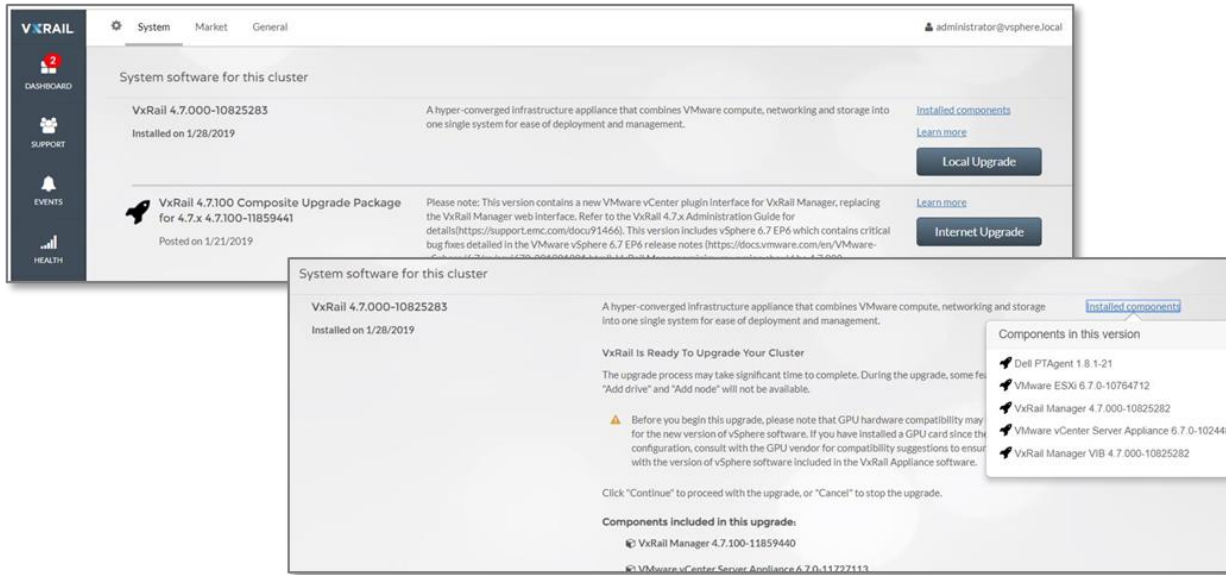 VXRAIL
System Market General
administrator@vsphere.local
2
DASHBOARD
SUPPORT
EVENTS
HEALTH
System software for this cluster
VxRail 4.7.000-10825283
Installed on 1/28/2019
A hyper-converged infrastructure appliance that combines VMware compute, networking and storage into
one single system for ease of deployment and management.
Installed components
Learn more
Local Upgrade
VxRail 4.7.100 Composite Upgrade Package
for 4.7.x 4.7.100-11859441
Posted on 1/21/2019
Please note: This version contains a new VMware vCenter plugin interface for VxRail Manager, replacing
the VxRail Manager web interface. Refer to the VxRail 4.7.x Administration Guide for
details(https://support.emc.com/docu91466). This version includes vSphere 6.7 EP6 which contains critical
bug fixes detailed in the VMware vSphere 6.7 EP6 release notes (https://docs.vmware.com/en/VMware-
Learn more
Internet Upgrade
System software for this cluster
VxRail 4.7.000-10825283
Installed on 1/28/2019
A hyper-converged infrastructure appliance that combines VMware compute, networking and storage
into one single system for ease of deployment and management.
Installed components
VxRail Is Ready To Upgrade Your Cluster
The upgrade process may take significant time to complete. During the upgrade, some fea
"Add drive" and "Add node" will not be available.
Before you begin this upgrade, please note that GPU hardware compatibility may
for the new version of vSphere software. If you have installed a GPU card since the
configuration, consult with the GPU vendor for compatibility suggestions to ensur
with the version of vSphere software included in the VxRail Appliance software.
Click "Continue" to proceed with the upgrade, or "Cancel" to stop the upgrade.
Components included in this upgrade:
VxRail Manager 4.7.100-11859440
VMware vCenter Server Appliance 6.7.0-11727113
Components in this version
Dell PTAgent 1.8.1-21
VMware ESXi 6.7.0-10764712
VxRail Manager 4.7.000-10825282
VMware vCenter Server Appliance 6.7.0-10244
VxRail Manager VIB 4.7.000-10825282